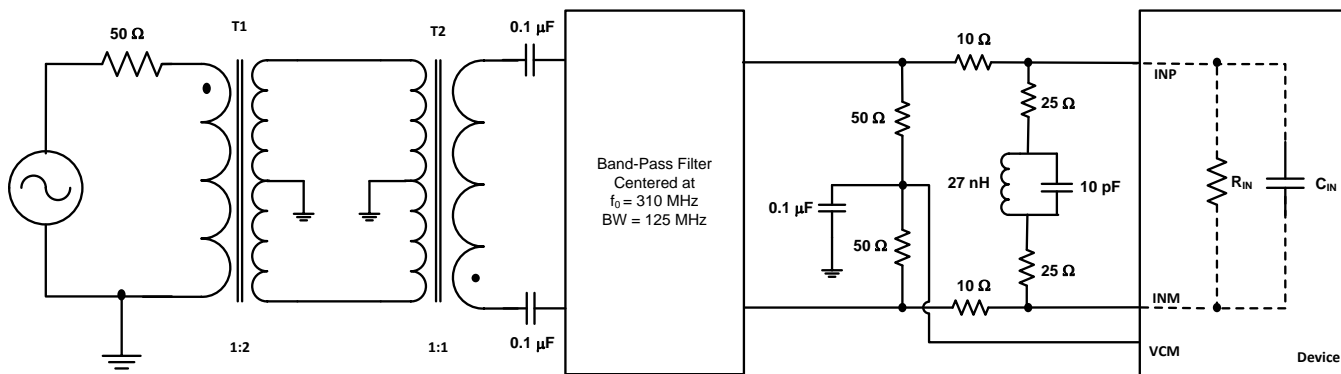 50 Ω
T1
T2
0.1 µF
0.1 µF
1:2
1:1
Band-Pass Filter
Centered at
f₀ = 310 MHz
BW = 125 MHz
10 Ω
50 Ω
0.1 µF
50 Ω
10 Ω
25 Ω
27 nH
10 pF
25 Ω
INP
INM
VCM
R_IN
C_IN
Device